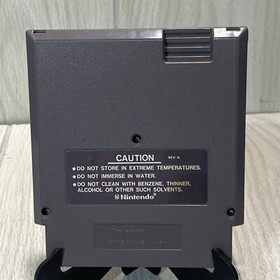 CAUTION REV-A
● DO NOT STORE IN EXTREME TEMPERATURES.
● DO NOT IMMERSE IN WATER.
● DO NOT CLEAN WITH BENZENE, THINNER,
ALCOHOL OR OTHER SUCH SOLVENTS.
Nintendo®